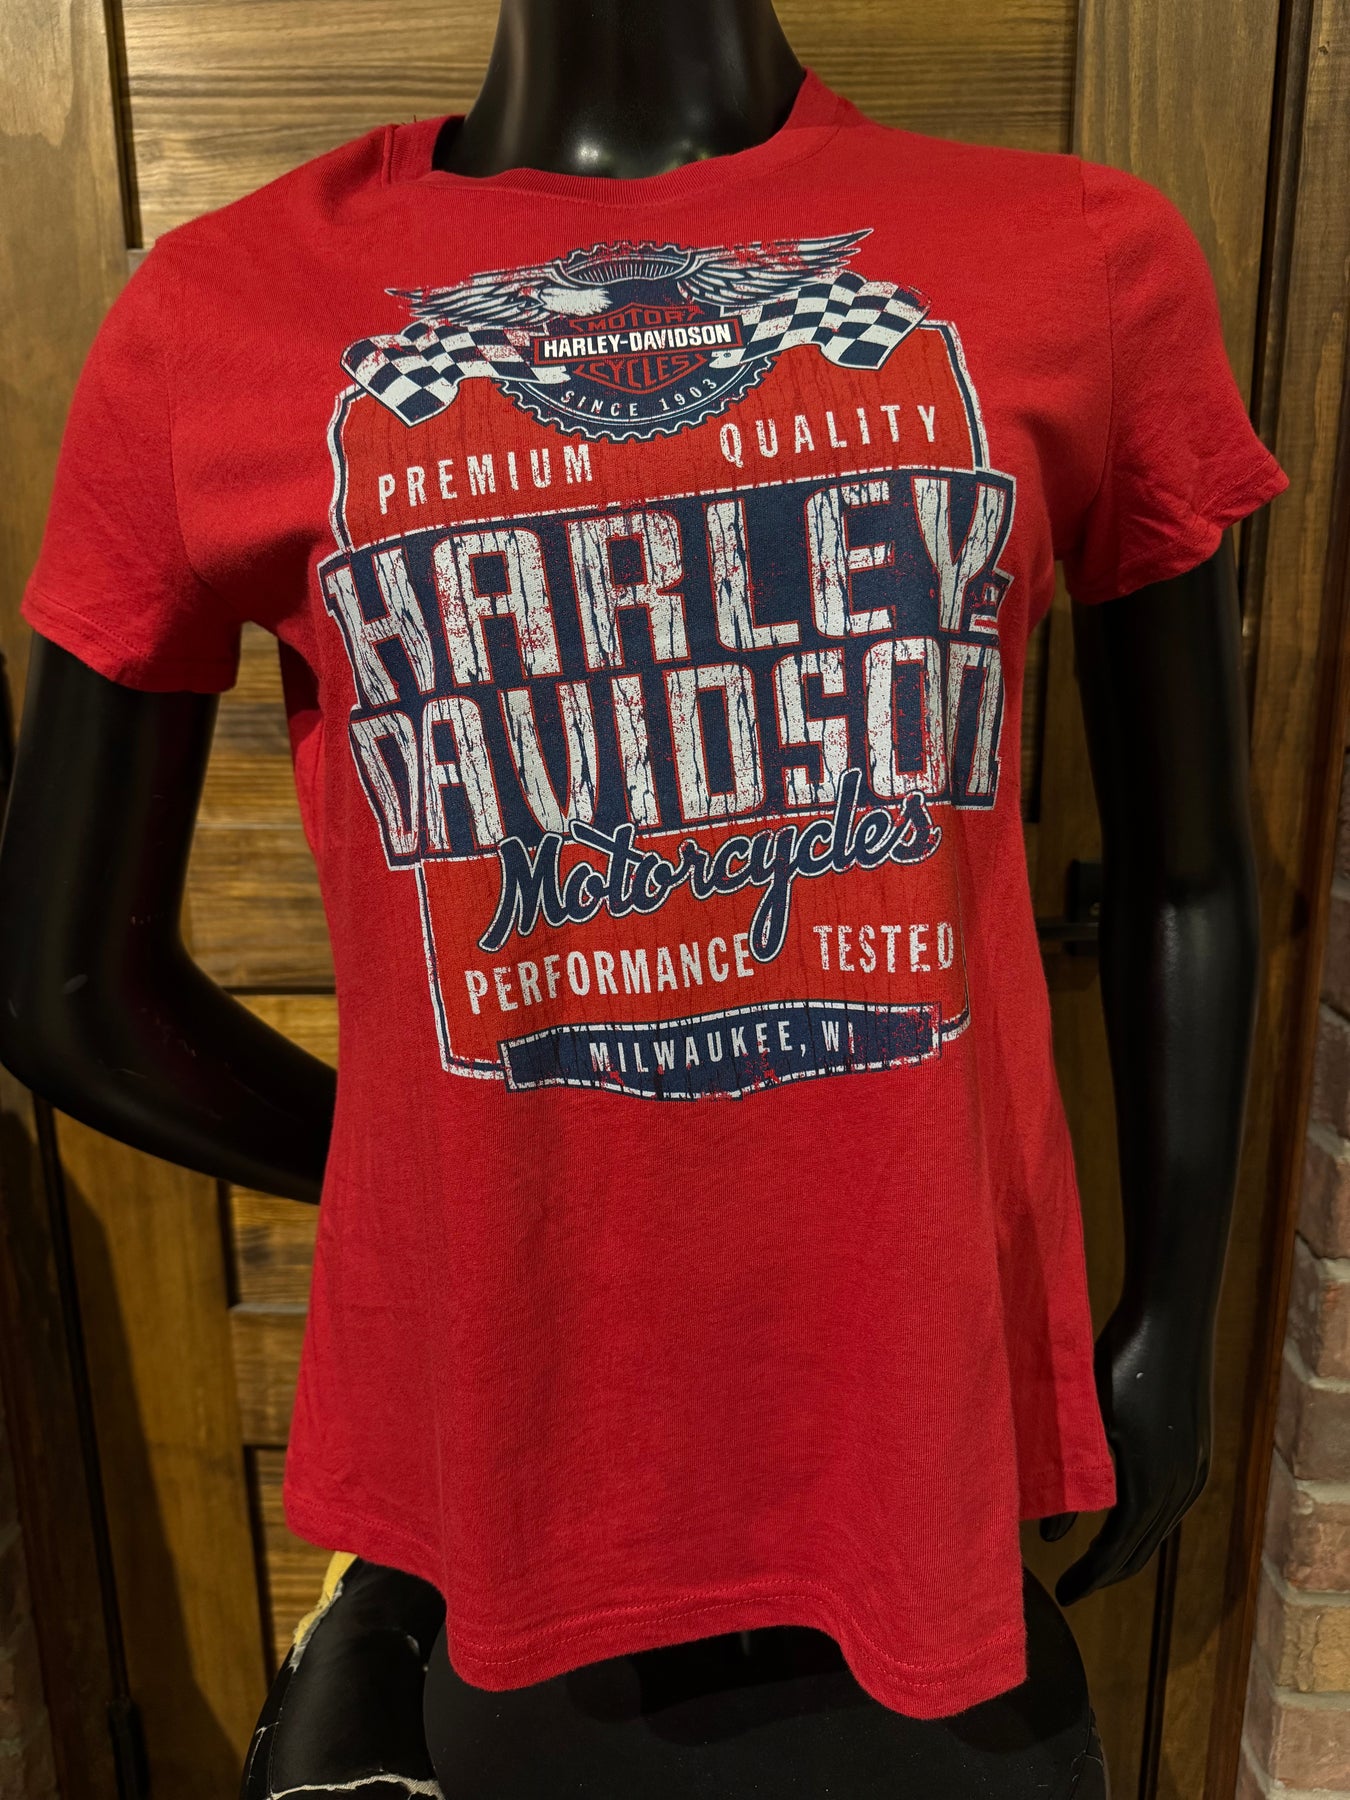 MOTOR
HARLEY-DAVIDSON
CYCLES
SINCE 1903
PREMIUM QUALITY
HARLEY-
DAVIDSON
Motorcycles
PERFORMANCE TESTED
MILWAUKEE, WI